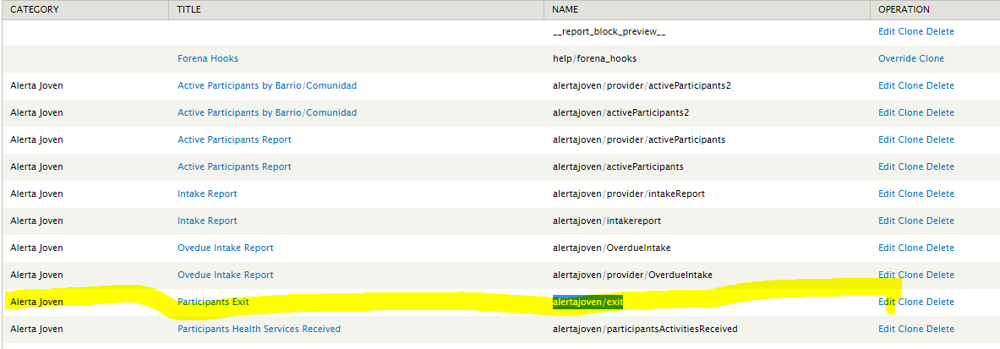 CATEGORY TITLE NAME OPERATION
__report_block_preview__ Edit Clone Delete
Forena Hooks help/forena_hooks Override Clone
Alerta Joven Active Participants by Barrio/Comunidad alertajoven/provider/activeParticipants2 Edit Clone Delete
Alerta Joven Active Participants by Barrio/Comunidad alertajoven/activeParticipants2 Edit Clone Delete
Alerta Joven Active Participants Report alertajoven/provider/activeParticipants Edit Clone Delete
Alerta Joven Active Participants Report alertajoven/activeParticipants Edit Clone Delete
Alerta Joven Intake Report alertajoven/provider/intakeReport Edit Clone Delete
Alerta Joven Intake Report alertajoven/intakereport Edit Clone Delete
Alerta Joven Ovedue Intake Report alertajoven/OverdueIntake Edit Clone Delete
Alerta Joven Ovedue Intake Report alertajoven/provider/OverdueIntake Edit Clone Delete
Alerta Joven Participants Exit alertajoven/exit Edit Clone Delete
Alerta Joven Participants Health Services Received alertajoven/participantsActivitiesReceived Edit Clone Delete